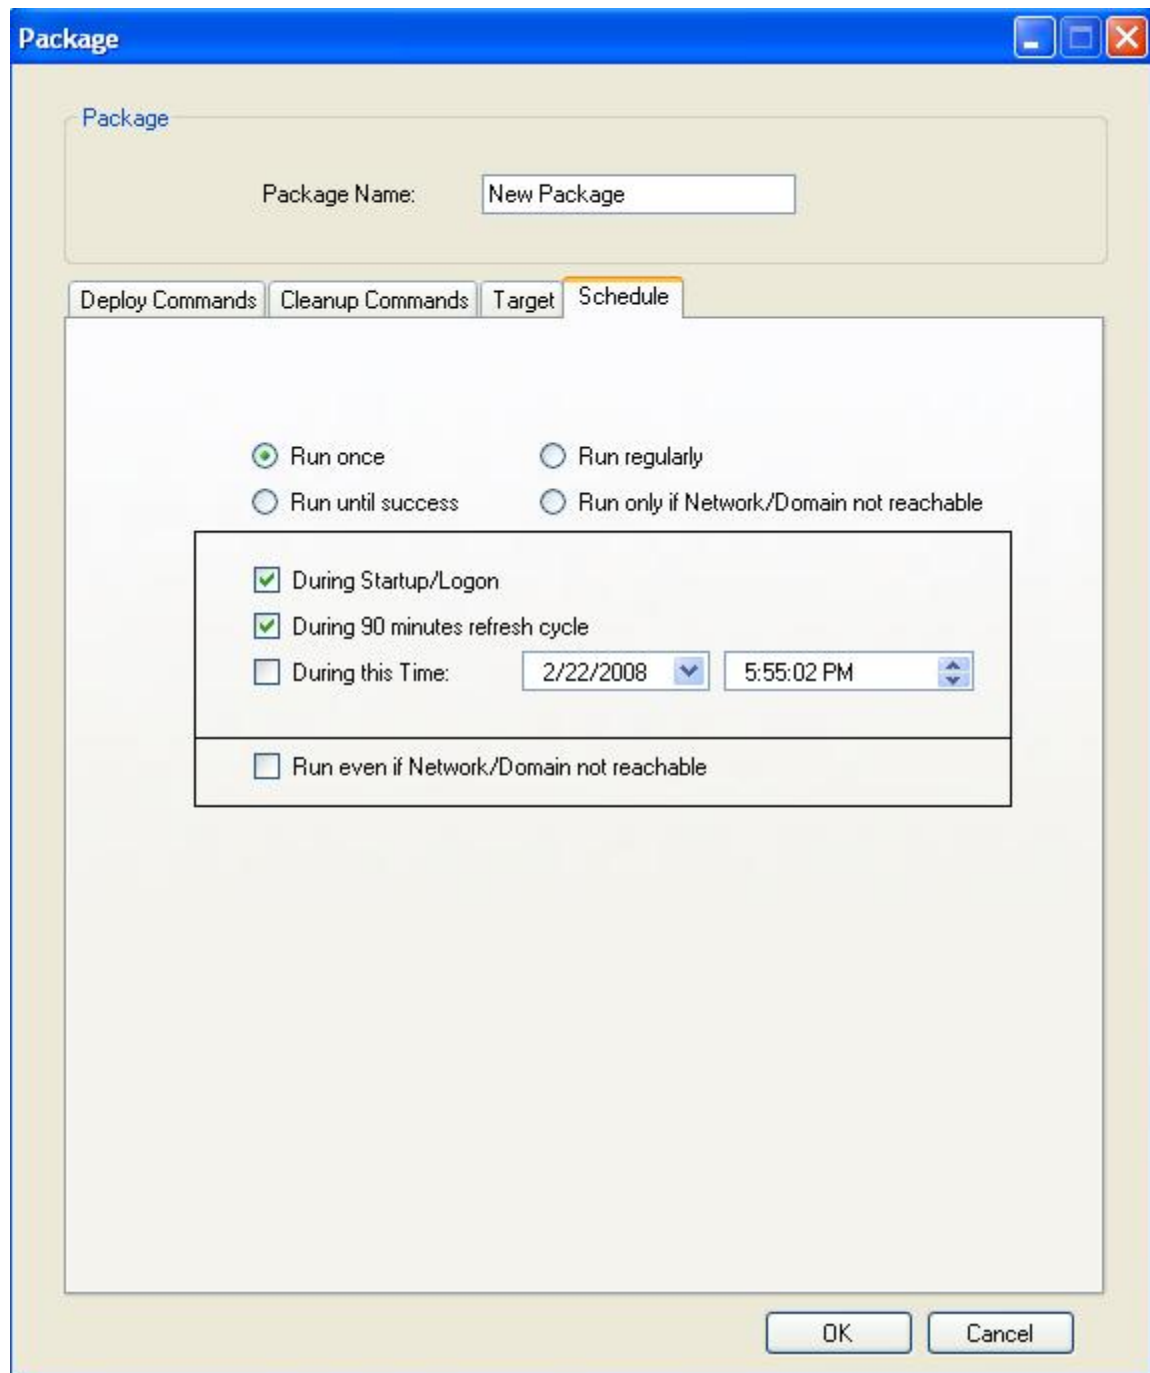 Package
Package
Package Name: New Package
Deploy Commands Cleanup Commands Target Schedule
Run once Run regularly
Run until success Run only if Network/Domain not reachable
During Startup/Logon
During 90 minutes refresh cycle
During this Time: 2/22/2008 5:55:02 PM
Run even if Network/Domain not reachable
OK Cancel